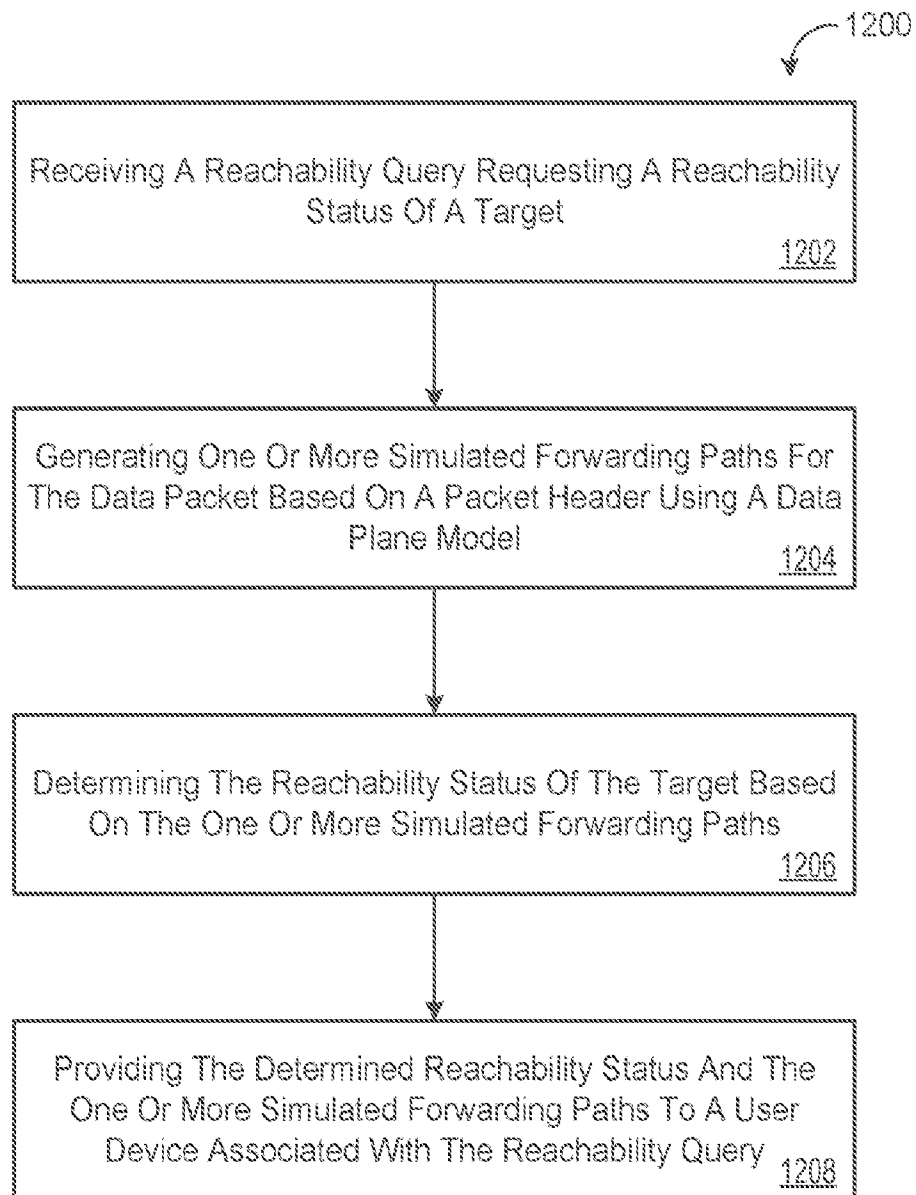 1200
Receiving A Reachability Query Requesting A Reachability
Status Of A Target
1202
Generating One Or More Simulated Forwarding Paths For
The Data Packet Based On A Packet Header Using A Data
Plane Model
1204
Determining The Reachability Status Of The Target Based
On The One Or More Simulated Forwarding Paths
1206
Providing The Determined Reachability Status And The
One Or More Simulated Forwarding Paths To A User
Device Associated With The Reachability Query
1208